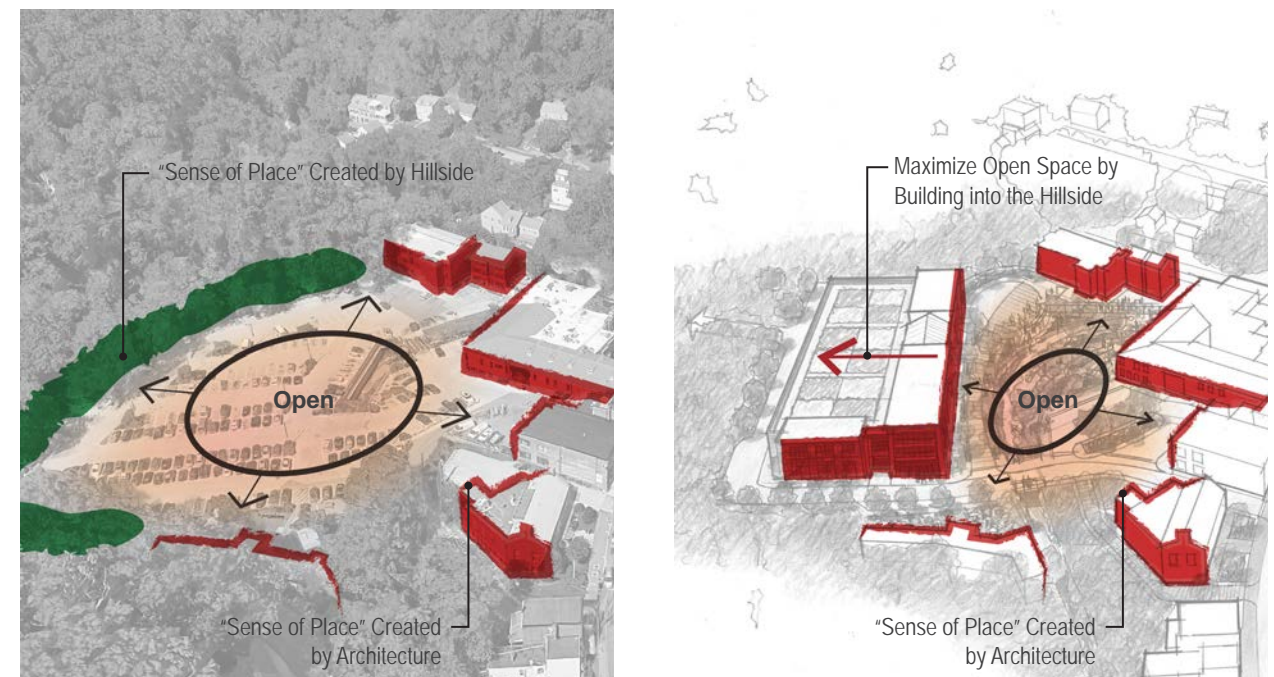 “Sense of Place” Created by Hillside
Open
“Sense of Place” Created
by Architecture
Maximize Open Space by
Building into the Hillside
Open
“Sense of Place” Created
by Architecture